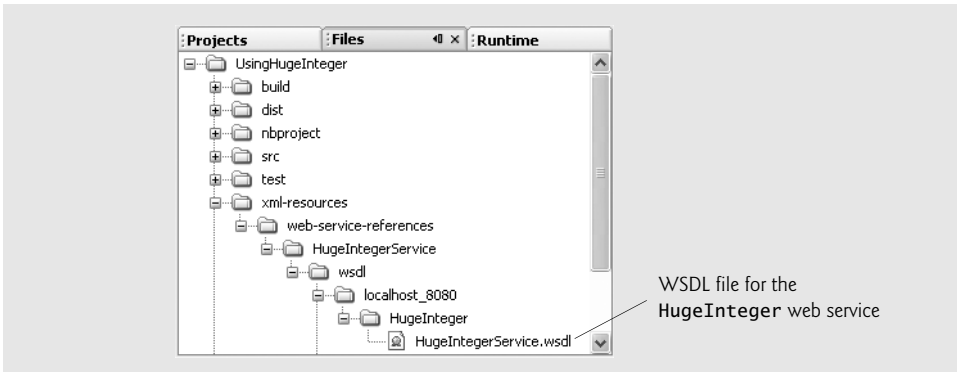 Projects Files Runtime
UsingHugeInteger
build
dist
nbproject
src
test
xml-resources
web-service-references
HugeIntegerService
wsdl
localhost_8080
HugeInteger
HugeIntegerService.wsdl
WSDL file for the
HugeInteger web service